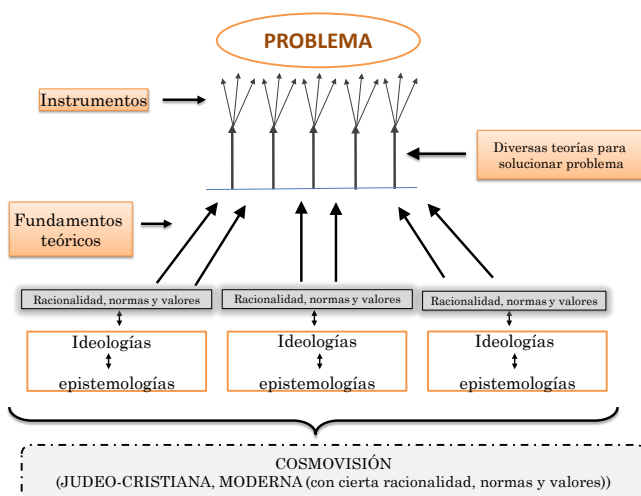 PROBLEMA
Instrumentos
Diversas teorías para
solucionar problema
Fundamentos
teóricos
Racionalidad, normas y valores
Racionalidad, normas y valores
Racionalidad, normas y valores
Ideologías
epistemologías
Ideologías
epistemologías
Ideologías
epistemologías
COSMOVISIÓN
(JUDEO-CRISTIANA, MODERNA (con cierta racionalidad, normas y valores))